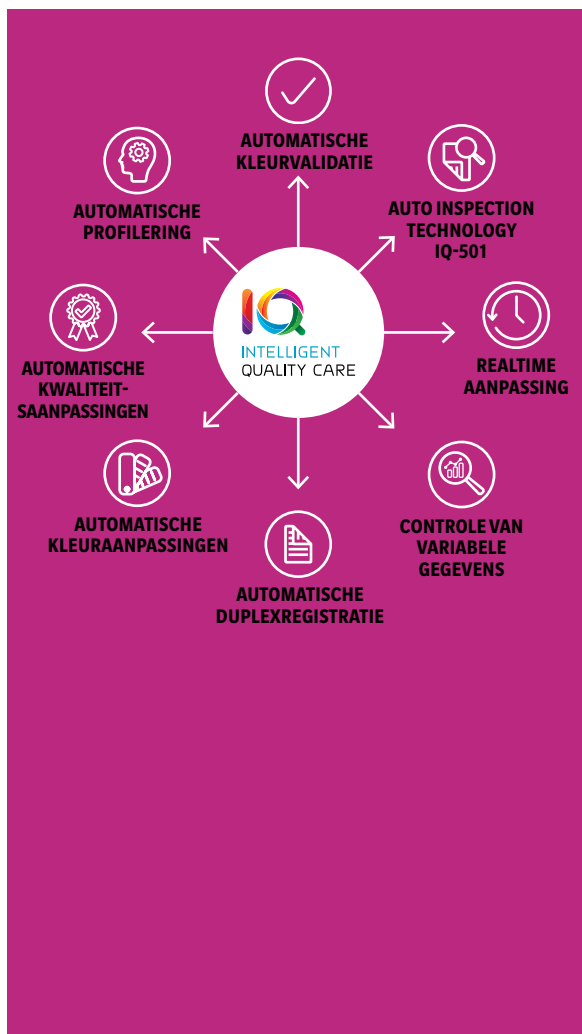 AUTOMATISCHE
KLEURVALIDATIE
AUTO INSPECTION
TECHNOLOGY
IQ-501
REALTIME
AANPASSING
CONTROLE VAN
VARIABELE
GEGEVENS
AUTOMATISCHE
DUPLEXREGISTRATIE
AUTOMATISCHE
KLEURAANPASSINGEN
AUTOMATISCHE
KWALITEIT-
SAANPASSINGEN
AUTOMATISCHE
PROFILERING
IQ
INTELLIGENT
QUALITY CARE